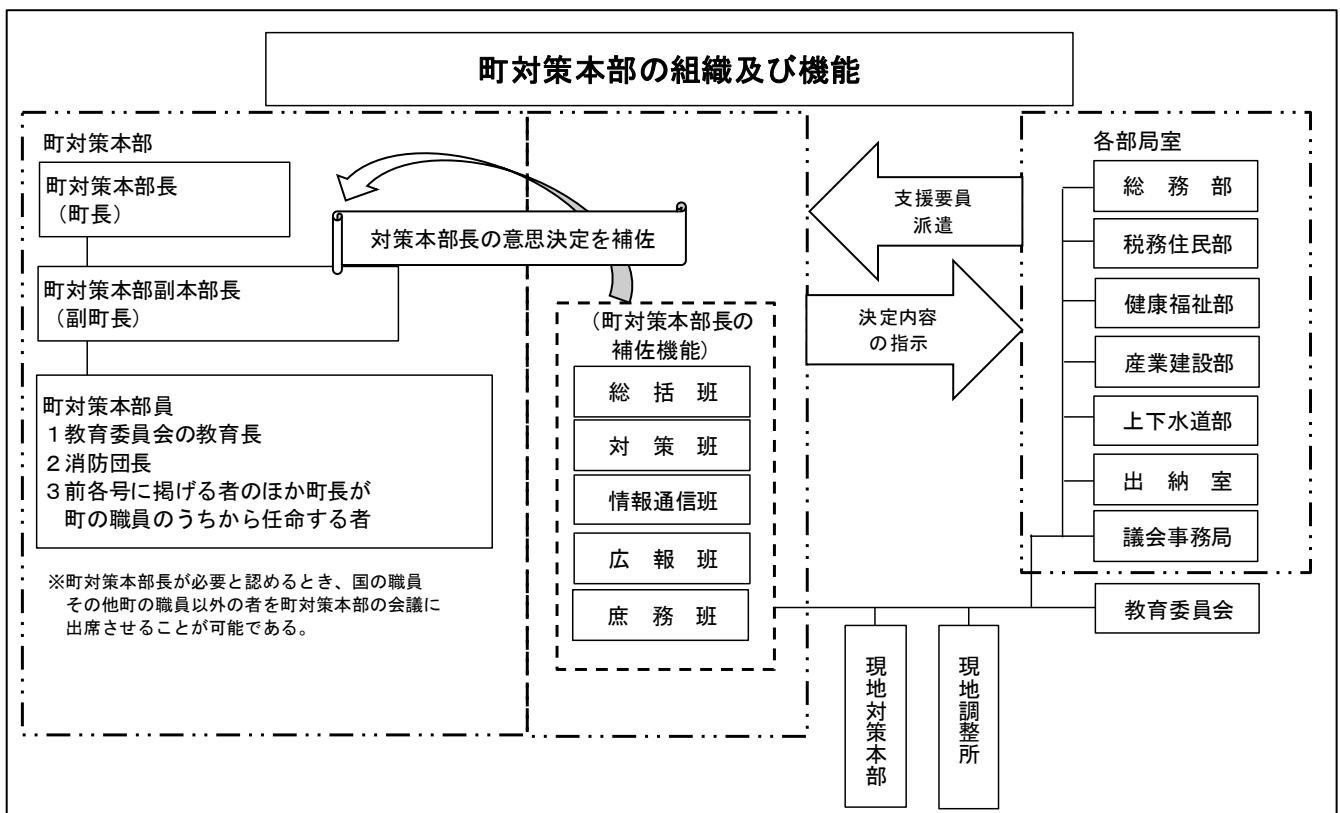 町対策本部の組織及び機能
町対策本部
町対策本部長
（町長）
町対策本部副本部長
（副町長）
町対策本部員
１教育委員会の教育長
２消防団長
３前各号に掲げる者のほか町長が
町の職員のうちから任命する者
※町対策本部長が必要と認めるとき、国の職員
その他町の職員以外の者を町対策本部の会議に
出席させることが可能である。
対策本部長の意思決定を補佐
（町対策本部長の
補佐機能）
総　括　班
対　策　班
情報通信班
広　報　班
庶　務　班
支援要員
派遣
決定内容
の指示
各部局室
総　務　部
税務住民部
健康福祉部
産業建設部
上下水道部
出　納　室
議会事務局
教育委員会
現地対策本部
現地調整所